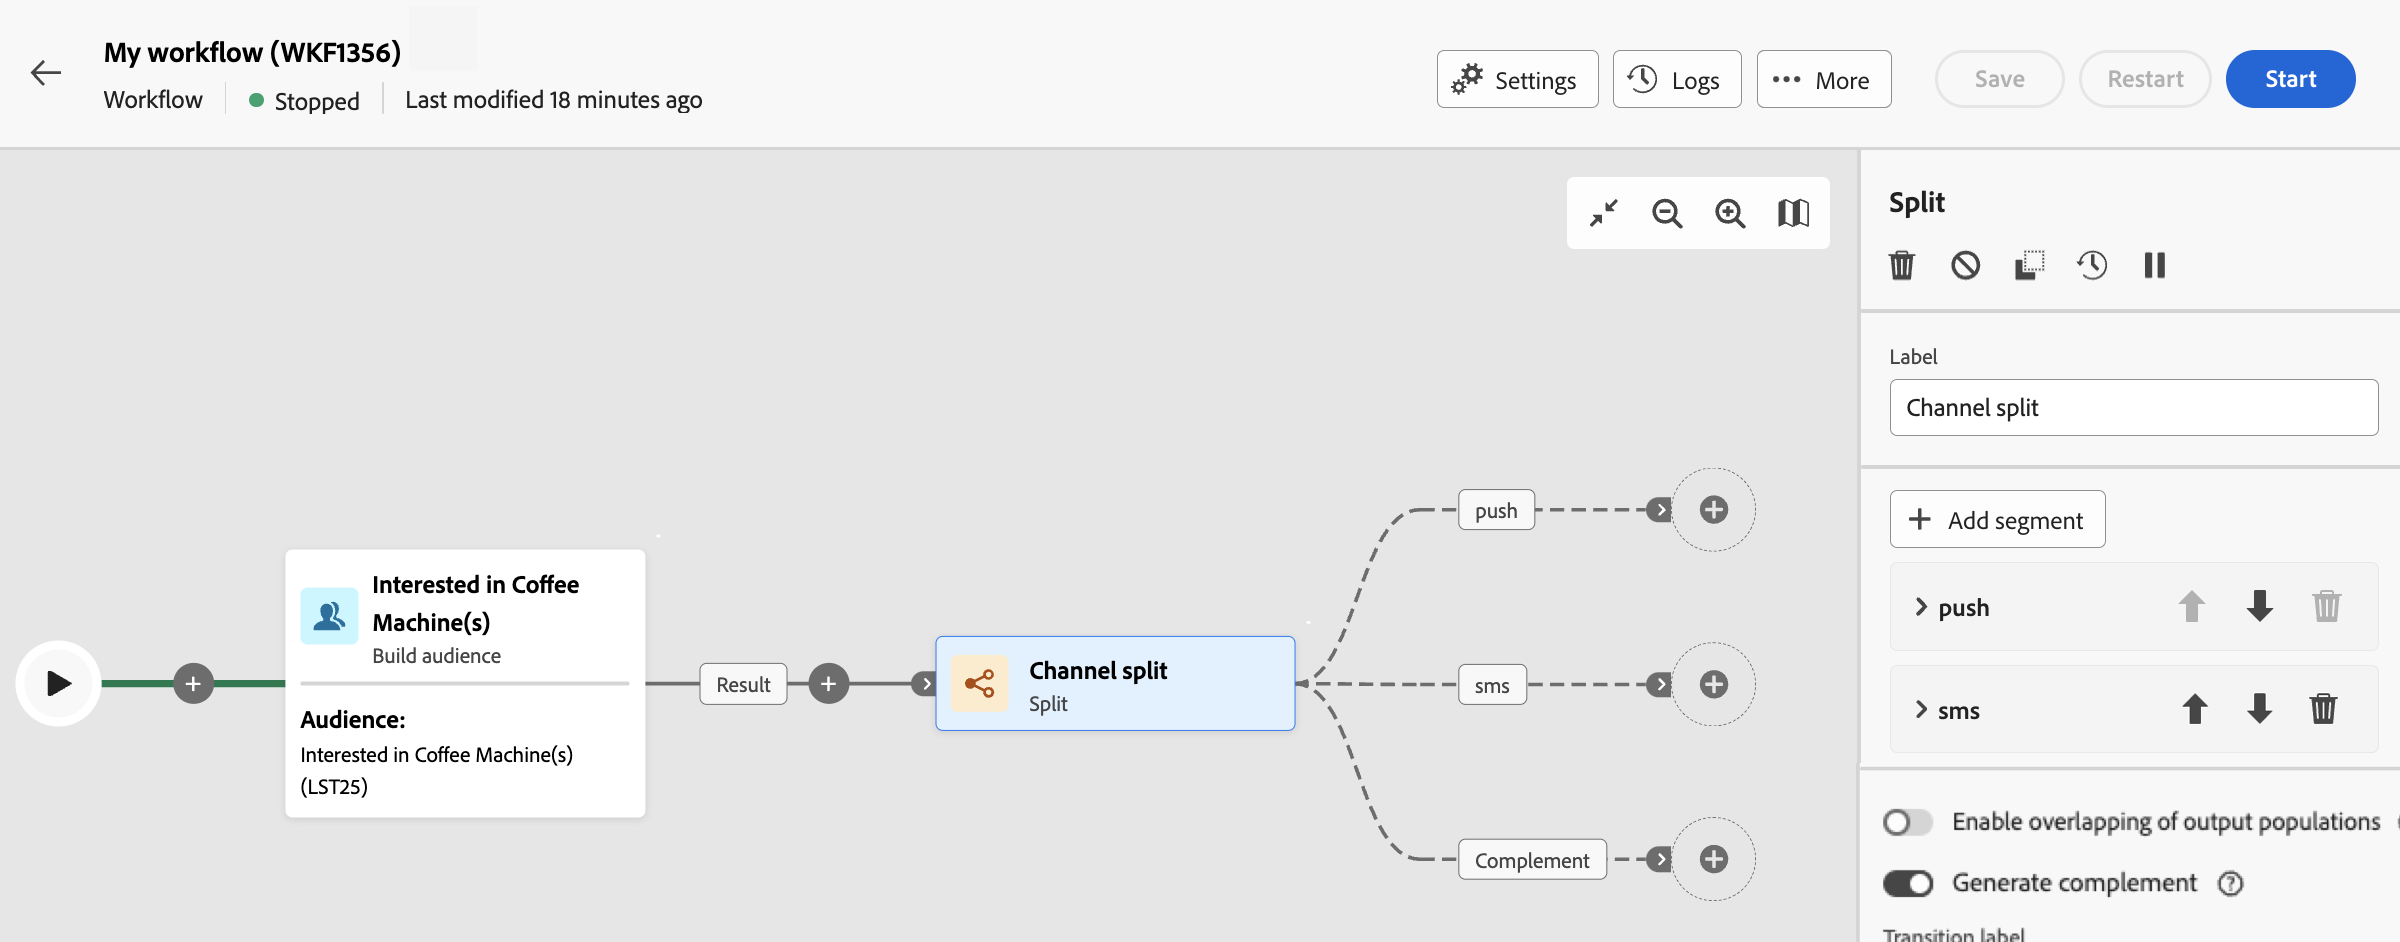 My workflow (WKF1356)
Workflow
Stopped
Last modified 18 minutes ago
Settings
Logs
More
Save
Restart
Start
Interested in Coffee
Machine(s)
Build audience
Audience:
Interested in Coffee Machine(s)
(LST25)
Result
Channel split
Split
push
sms
Complement
Split
Label
Channel split
Add segment
push
sms
Enable overlapping of output populations
Generate complement
Transition label